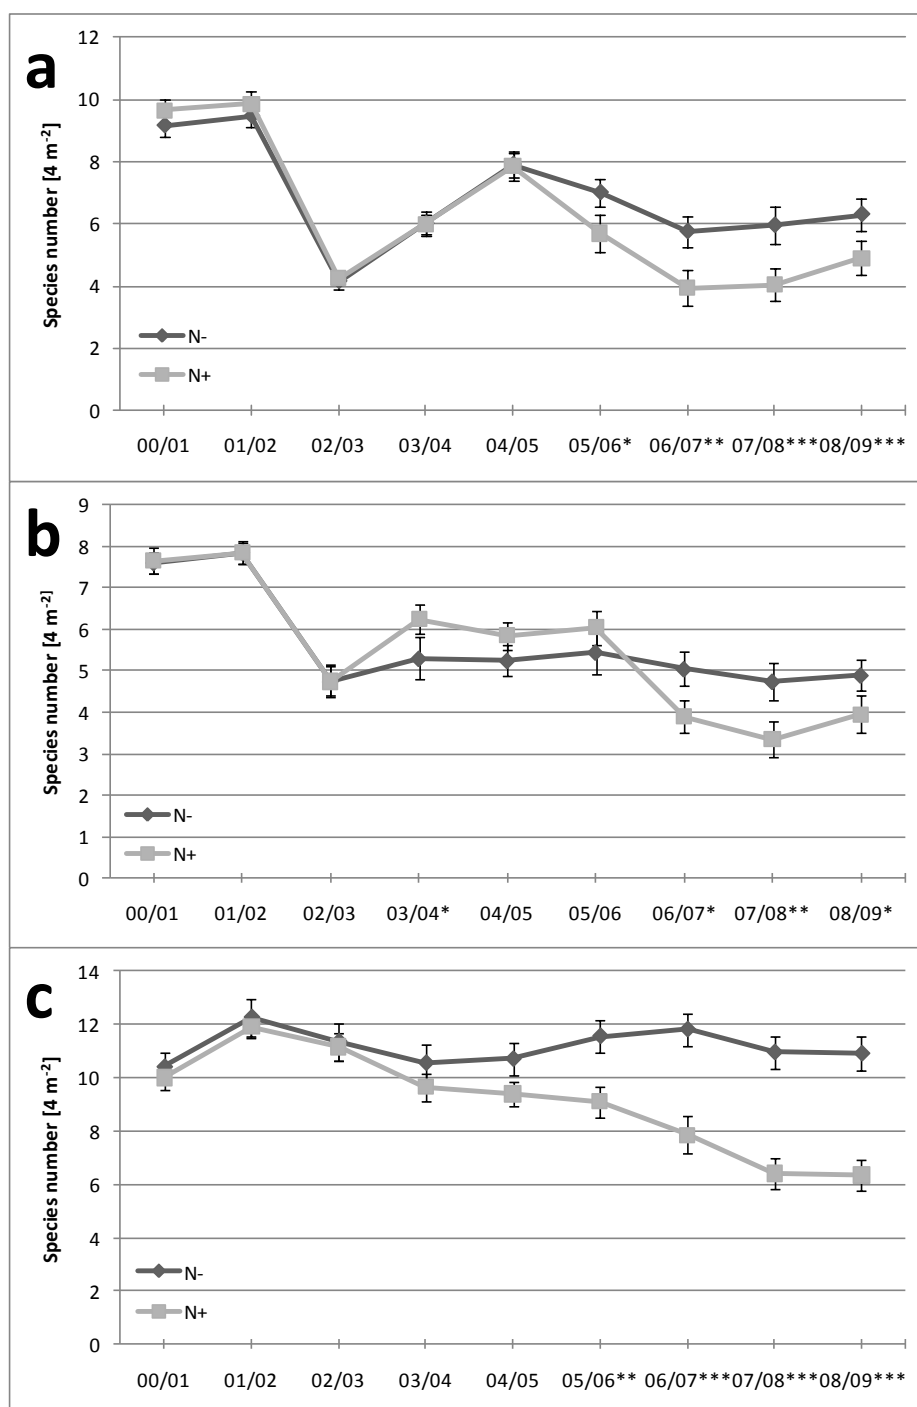 a
Species number [4 m-2]
12
10
8
6
4
2
0
N-
N+
00/01 01/02 02/03 03/04 04/05 05/06* 06/07** 07/08*** 08/09***
b
Species number [4 m-2]
9
8
7
6
5
4
3
2
1
0
N-
N+
00/01 01/02 02/03 03/04* 04/05 05/06 06/07* 07/08** 08/09*
c
Species number [4 m-2]
14
12
10
8
6
4
2
0
N-
N+
00/01 01/02 02/03 03/04 04/05 05/06** 06/07*** 07/08*** 08/09***